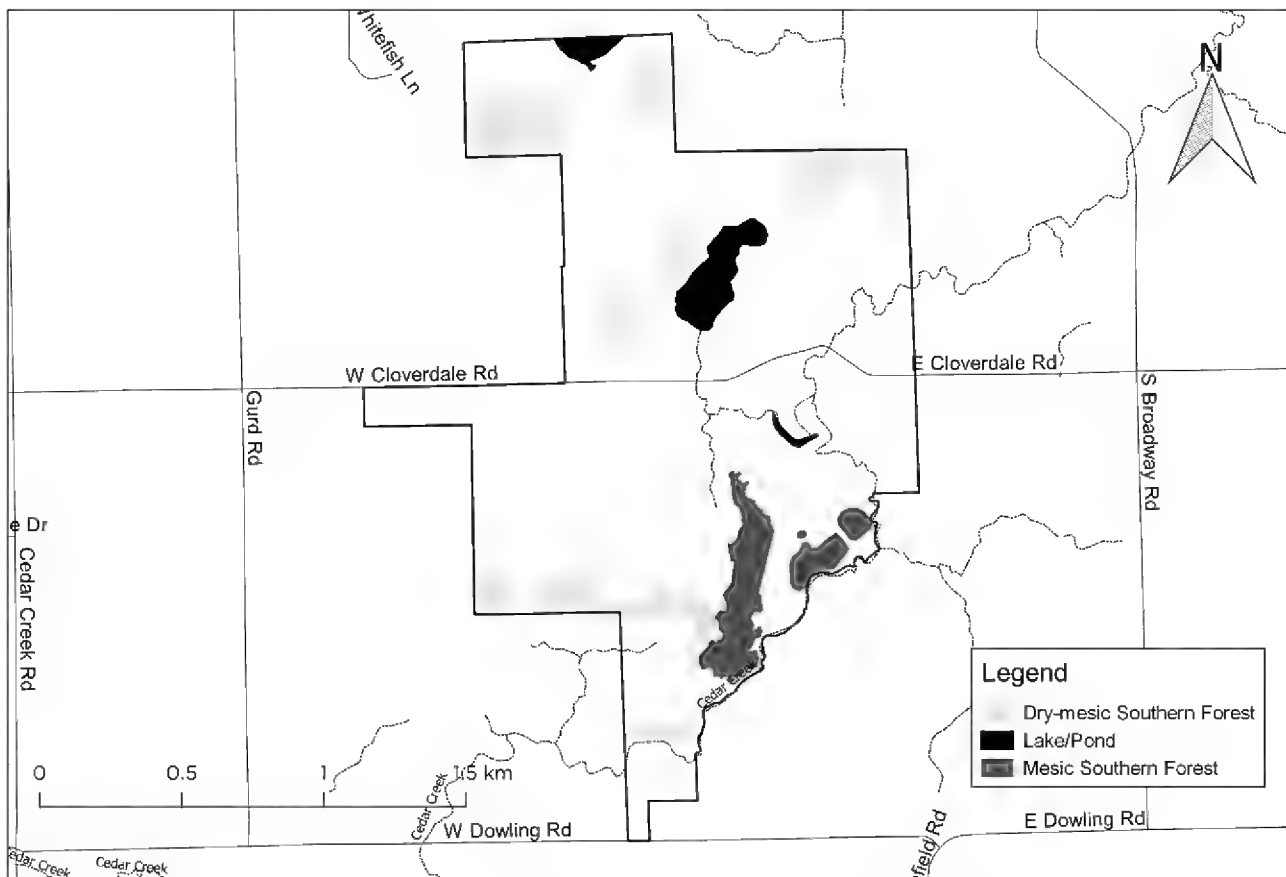 Whitefish Ln
N
W Cloverdale Rd
E Cloverdale Rd
Gurd Rd
S Broadway Rd
e Dr
Cedar Creek Rd
Cedar Creek
Legend
Dry-mesic Southern Forest
Lake/Pond
Mesic Southern Forest
0 0.5 1 1.5 km
Cedar Creek
W Dowling Rd
E Dowling Rd
field Rd
edar Creek
Cedar Creek